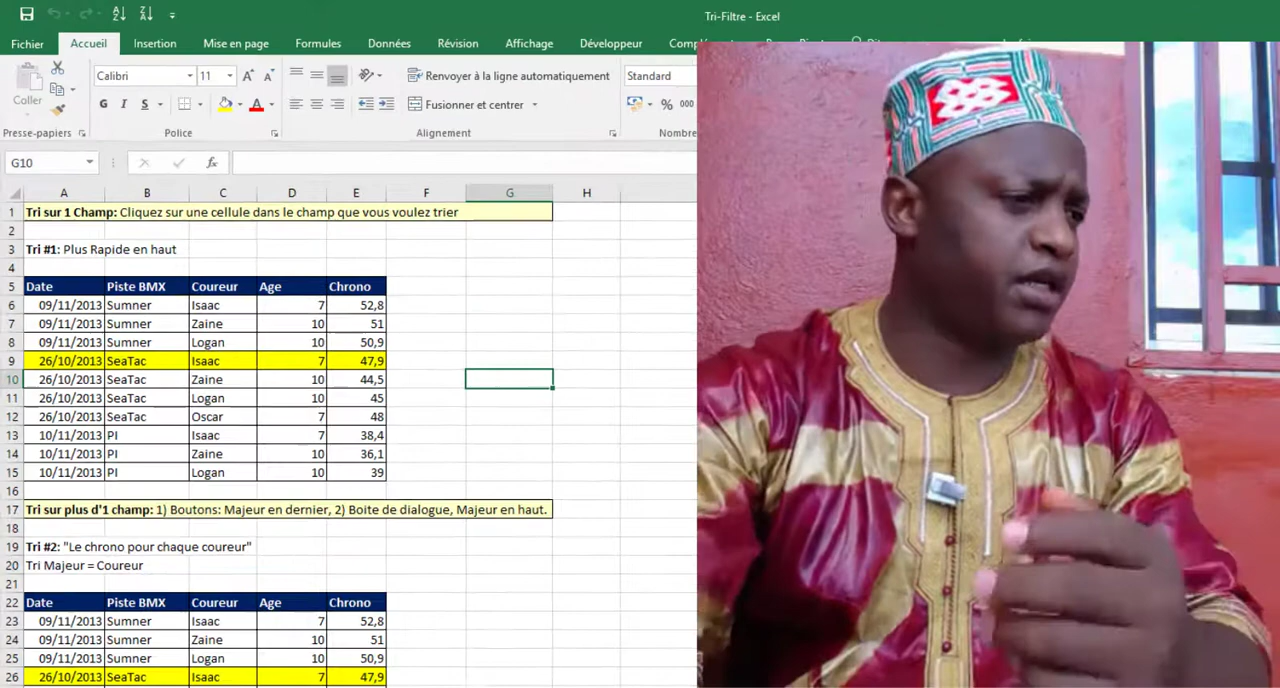 Tri-Filtre - Excel
Fichier Accueil Insertion Mise en page Formules Données Révision Affichage Développeur
Coller Calibri 11 Renvoyer à la ligne automatiquement Standard
G I S A Fusionner et centrer % 000
Presse-papiers Police Alignement
G10 fx
A B C D E F G H
1 Tri sur 1 Champ: Cliquez sur une cellule dans le champ que vous voulez trier
2
3 Tri #1: Plus Rapide en haut
4
5 Date Piste BMX Coureur Age Chrono
6 09/11/2013 Sumner Isaac 7 52,8
7 09/11/2013 Sumner Zaine 10 51
8 09/11/2013 Sumner Logan 10 50,9
9 26/10/2013 SeaTac Isaac 7 47,9
10 26/10/2013 SeaTac Zaine 10 44,5
11 26/10/2013 SeaTac Logan 10 45
12 26/10/2013 SeaTac Oscar 7 48
13 10/11/2013 PI Isaac 7 38,4
14 10/11/2013 PI Zaine 10 36,1
15 10/11/2013 PI Logan 10 39
16
17 Tri sur plus d'1 champ: 1) Boutons: Majeur en dernier, 2) Boite de dialogue, Majeur en haut.
18
19 Tri #2: "Le chrono pour chaque coureur"
20 Tri Majeur = Coureur
21
22 Date Piste BMX Coureur Age Chrono
23 09/11/2013 Sumner Isaac 7 52,8
24 09/11/2013 Sumner Zaine 10 51
25 09/11/2013 Sumner Logan 10 50,9
26 26/10/2013 SeaTac Isaac 7 47,9